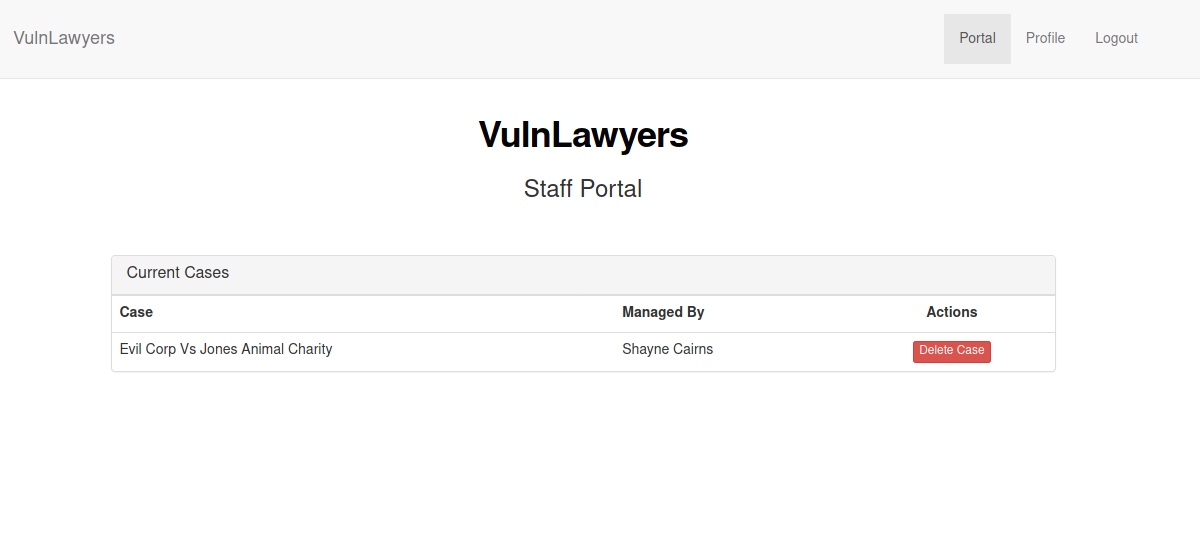 VulnLawyers Portal Profile Logout
VulnLawyers
Staff Portal
Current Cases
Case Managed By Actions
Evil Corp Vs Jones Animal Charity Shayne Cairns Delete Case